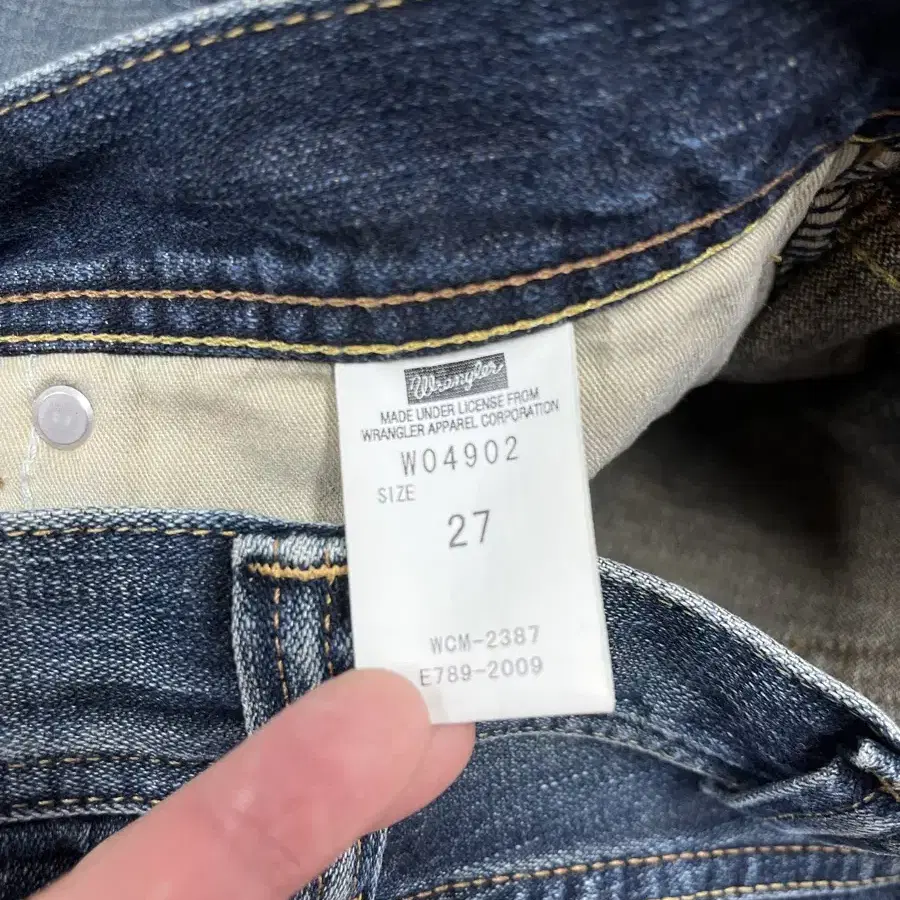 Wrangler
MADE UNDER LICENSE FROM
WRANGLER APPAREL CORPORATION
W04902
SIZE
27
WCM-2387
E789-2009